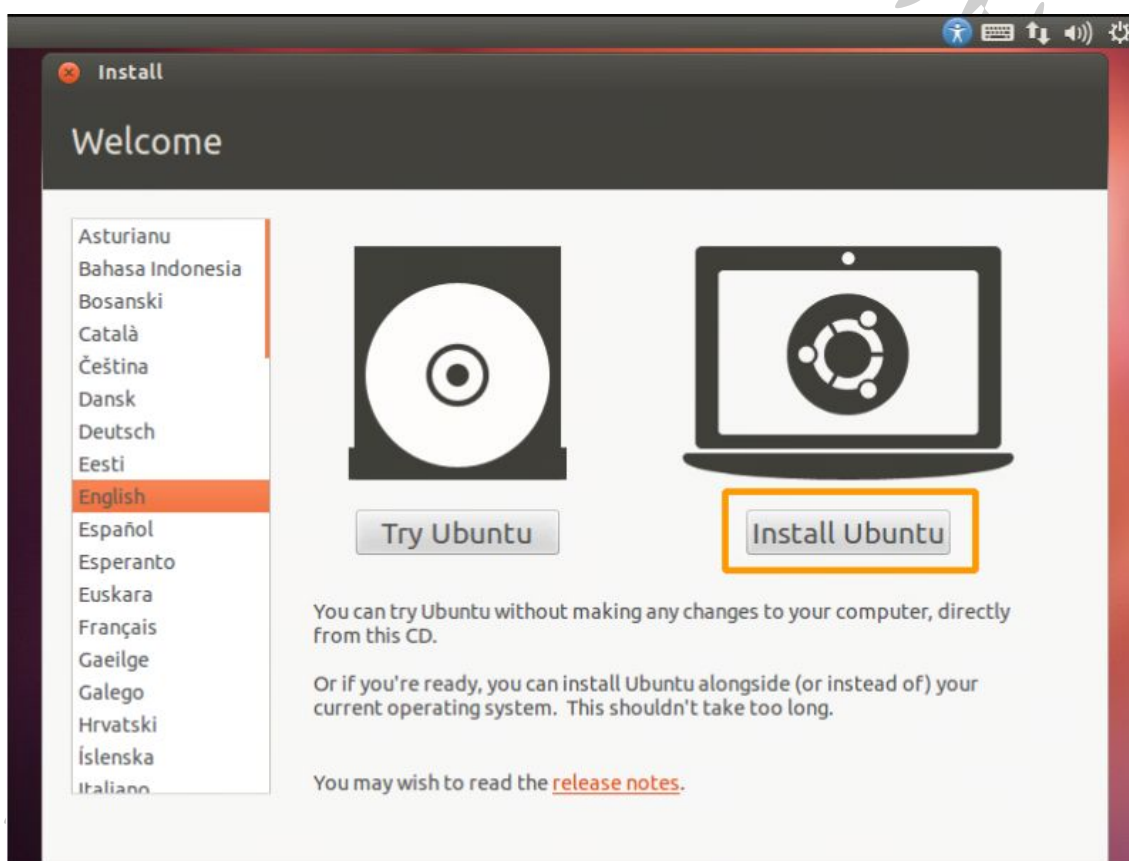 Install
Welcome
Asturianu
Bahasa Indonesia
Bosanski
Català
Čeština
Dansk
Deutsch
Eesti
English
Español
Esperanto
Euskara
Français
Gaeilge
Galego
Hrvatski
Íslenska
Italiano
Try Ubuntu
Install Ubuntu
You can try Ubuntu without making any changes to your computer, directly
from this CD.
Or if you're ready, you can install Ubuntu alongside (or instead of) your
current operating system. This shouldn't take too long.
You may wish to read the release notes.